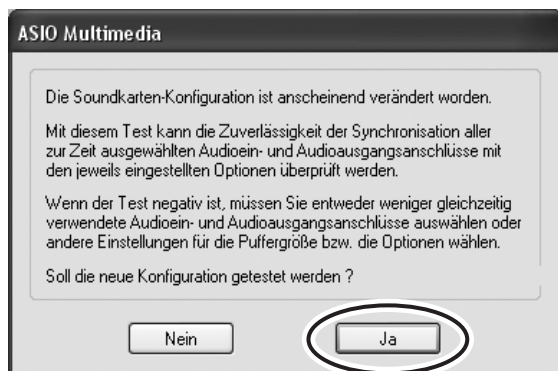 ASIO Multimedia
Die Soundkarten-Konfiguration ist anscheinend verändert worden.
Mit diesem Test kann die Zuverlässigkeit der Synchronisation aller
zur Zeit ausgewählten Audioein- und Audioausgangsanschlüsse mit
den jeweils eingestellten Optionen überprüft werden.
Wenn der Test negativ ist, müssen Sie entweder weniger gleichzeitig
verwendete Audioein- und Audioausgangsanschlüsse auswählen oder
andere Einstellungen für die Puffergröße bzw. die Optionen wählen.
Soll die neue Konfiguration getestet werden ?
Nein
Ja